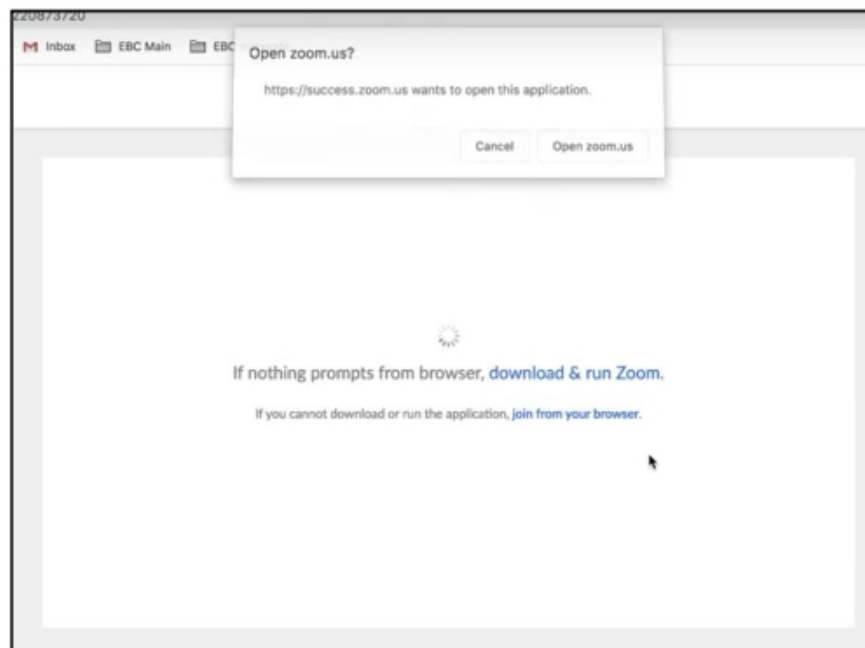 220873720
Inbox EBC Main EBC
Open zoom.us?
https://success.zoom.us wants to open this application.
Cancel Open zoom.us
If nothing prompts from browser, download & run Zoom.
If you cannot download or run the application, join from your browser.